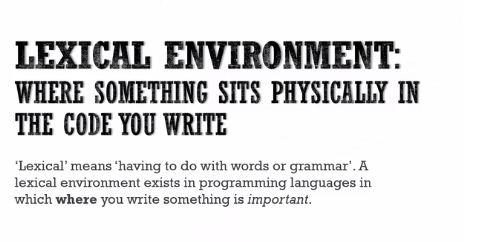 LEXICAL ENVIRONMENT:
WHERE SOMETHING SITS PHYSICALLY IN
THE CODE YOU WRITE
‘Lexical’ means ‘having to do with words or grammar’. A
lexical environment exists in programming languages in
which where you write something is important.